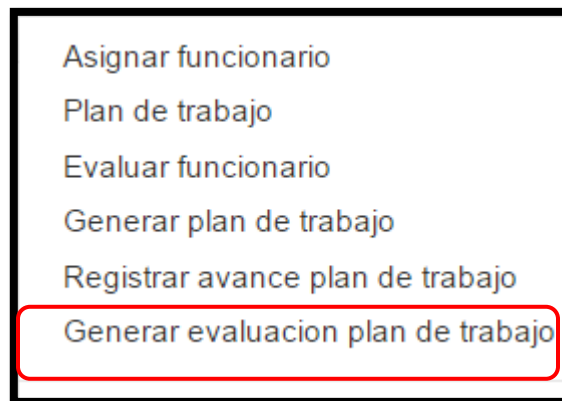 Asignar funcionario
Plan de trabajo
Evaluar funcionario
Generar plan de trabajo
Registrar avance plan de trabajo
Generar evaluacion plan de trabajo